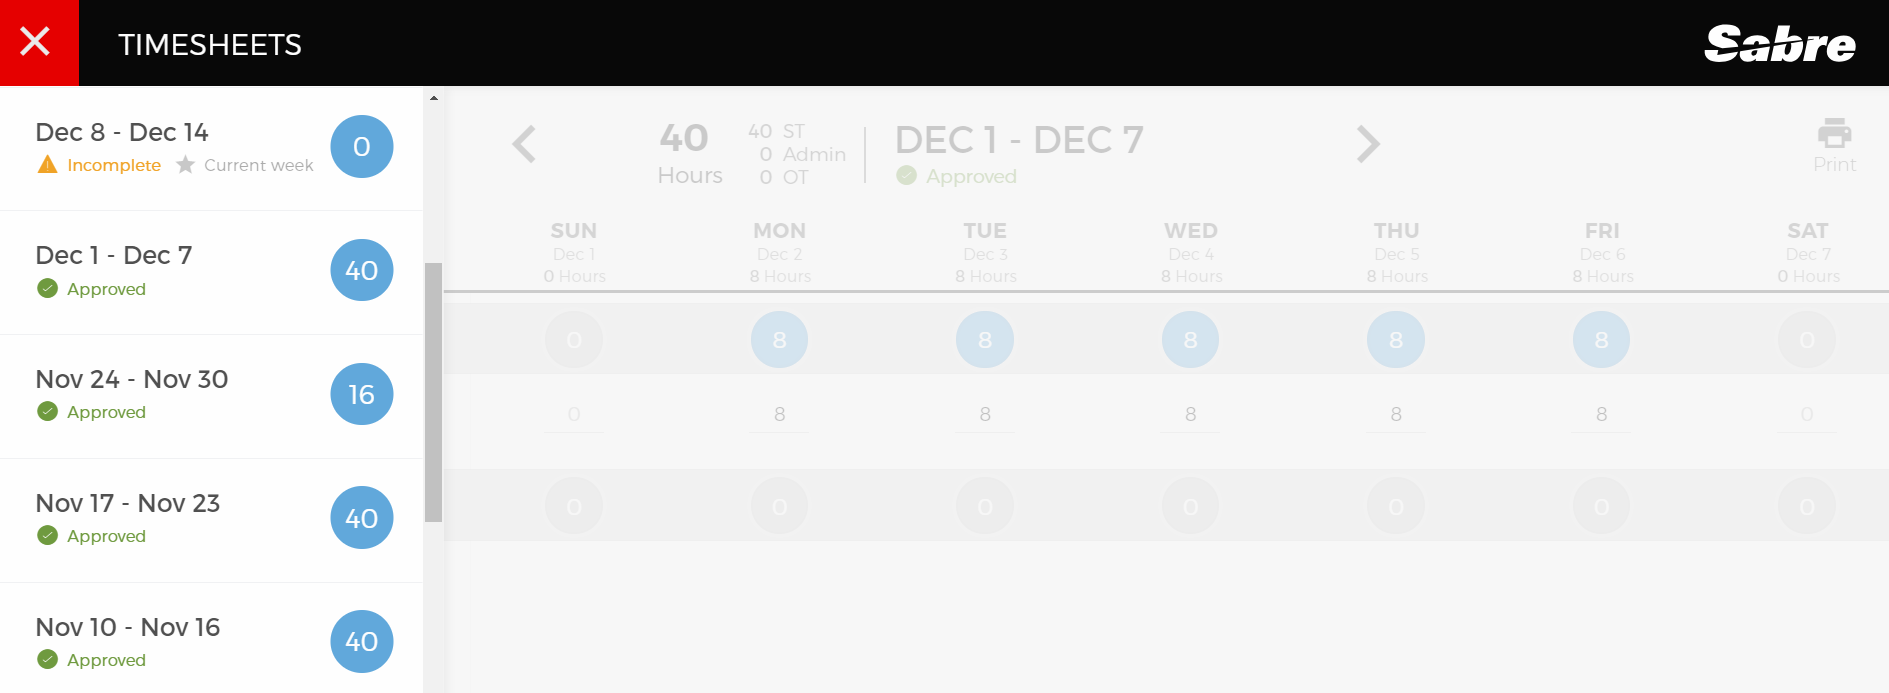 TIMESHEETS
Sabre
Dec 8 - Dec 14
Incomplete Current week
0
Dec 1 - Dec 7
Approved
40
Nov 24 - Nov 30
Approved
16
Nov 17 - Nov 23
Approved
40
Nov 10 - Nov 16
Approved
40
40
Hours
40 ST
0 Admin
0 OT
DEC 1 - DEC 7
Approved
Print
SUN MON TUE WED THU FRI SAT
Dec 1 Dec 2 Dec 3 Dec 4 Dec 5 Dec 6 Dec 7
0 Hours 8 Hours 8 Hours 8 Hours 8 Hours 8 Hours 0 Hours
0 8 8 8 8 8 0
0 8 8 8 8 8 0
0 0 0 0 0 0 0